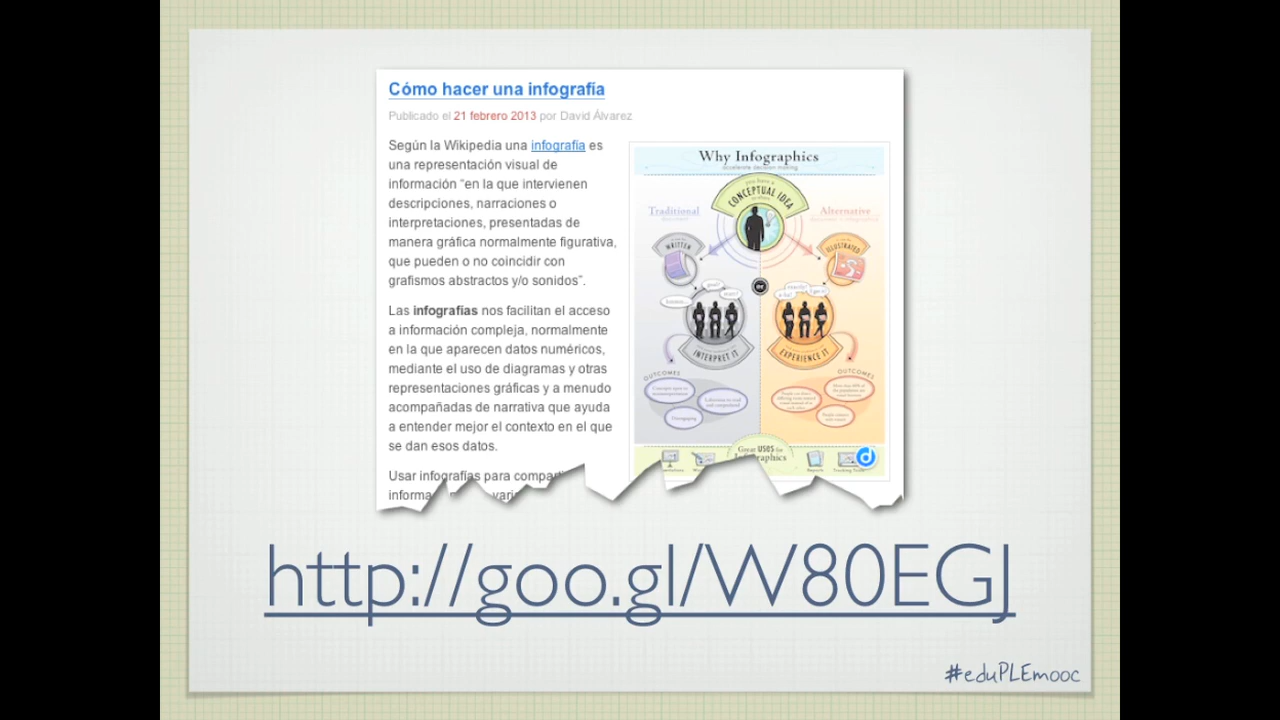 Cómo hacer una infografía
Publicado el 21 febrero 2013 por David Álvarez
Según la Wikipedia una infografía es
una representación visual de
información "en la que intervienen
descripciones, narraciones o
interpretaciones, presentadas de
manera gráfica normalmente figurativa,
que pueden o no coincidir con
grafismos abstractos y/o sonidos".
Las infografías nos facilitan el acceso
a información compleja, normalmente
en la que aparecen datos numéricos,
mediante el uso de diagramas y otras
representaciones gráficas y a menudo
acompañadas de narrativa que ayuda
a entender mejor el contexto en el que
se dan esos datos.
Usar infografías para
Why Infographics
accelerate decision making
CONCEPTUAL IDEA
Traditional
Alternative
WRITTEN
ILLUSTRATED
or
INTERPRET IT
EXPERIENCE IT
OUTCOMES
OUTCOMES
Great USES for
Infographics
http://goo.gl/W80EGJ
#eduPLEmooc